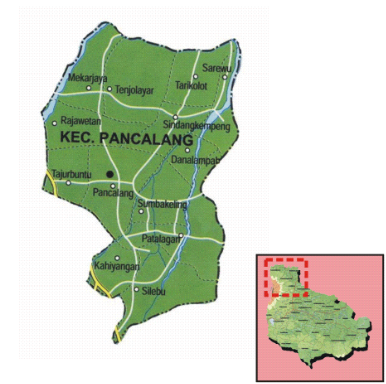 Sarewu
Mekarjaya
Tarikolot
Tenjolayar
Rajawetan
Sindangkempeng
KEC. PANCALANG
Danalampah
Tajurbuntu
Pancalang
Sumbakeling
Patalagan
Kahiyangan
Silebu